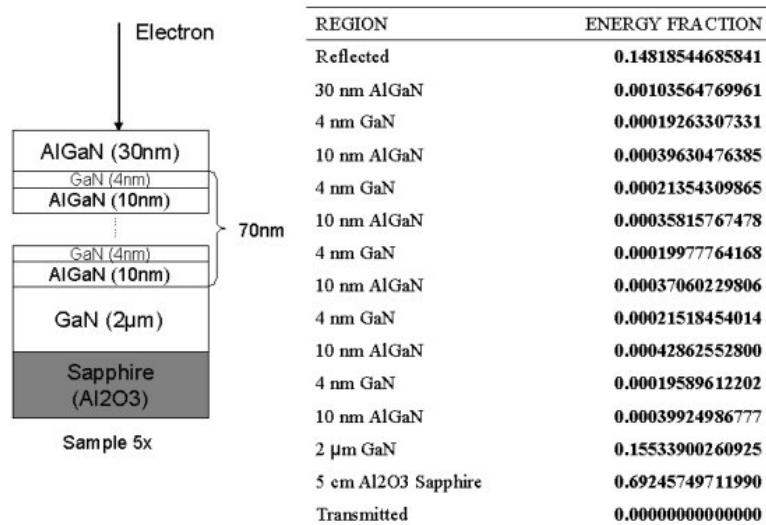 Electron
AlGaN (30nm)
GaN (4nm)
AlGaN (10nm)
70nm
GaN (4nm)
AlGaN (10nm)
GaN (2μm)
Sapphire
(Al2O3)
Sample 5x
REGION ENERGY FRACTION
Reflected 0.14818544685841
30 nm AlGaN 0.00103564769961
4 nm GaN 0.00019263307331
10 nm AlGaN 0.00039630476385
4 nm GaN 0.00021354309865
10 nm AlGaN 0.00035815767478
4 nm GaN 0.00019977764168
10 nm AlGaN 0.00037060229806
4 nm GaN 0.00021518454014
10 nm AlGaN 0.00042862552800
4 nm GaN 0.00019589612202
10 nm AlGaN 0.00039924986777
2 μm GaN 0.15533900260925
5 cm Al2O3 Sapphire 0.69245749711990
Transmitted 0.00000000000000